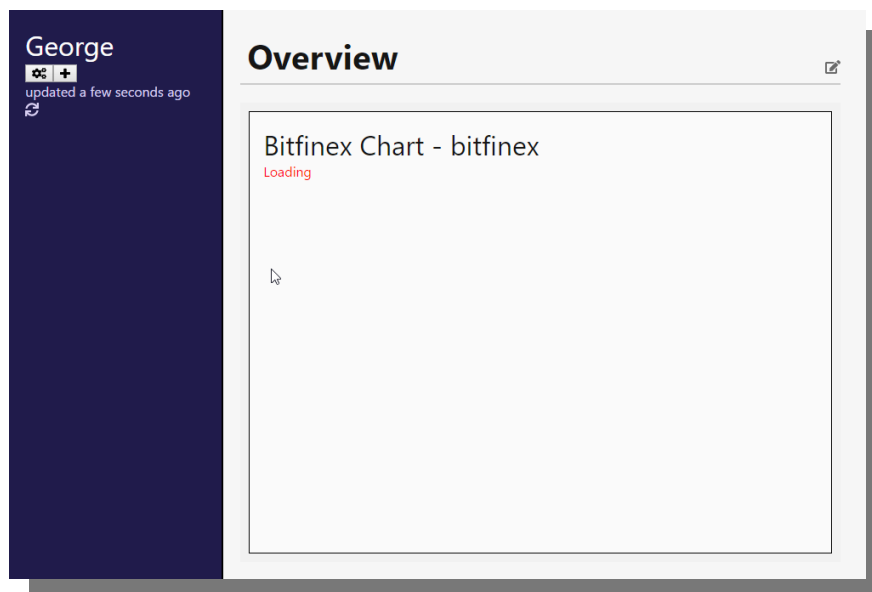 George
updated a few seconds ago
Overview
Bitfinex Chart - bitfinex
Loading